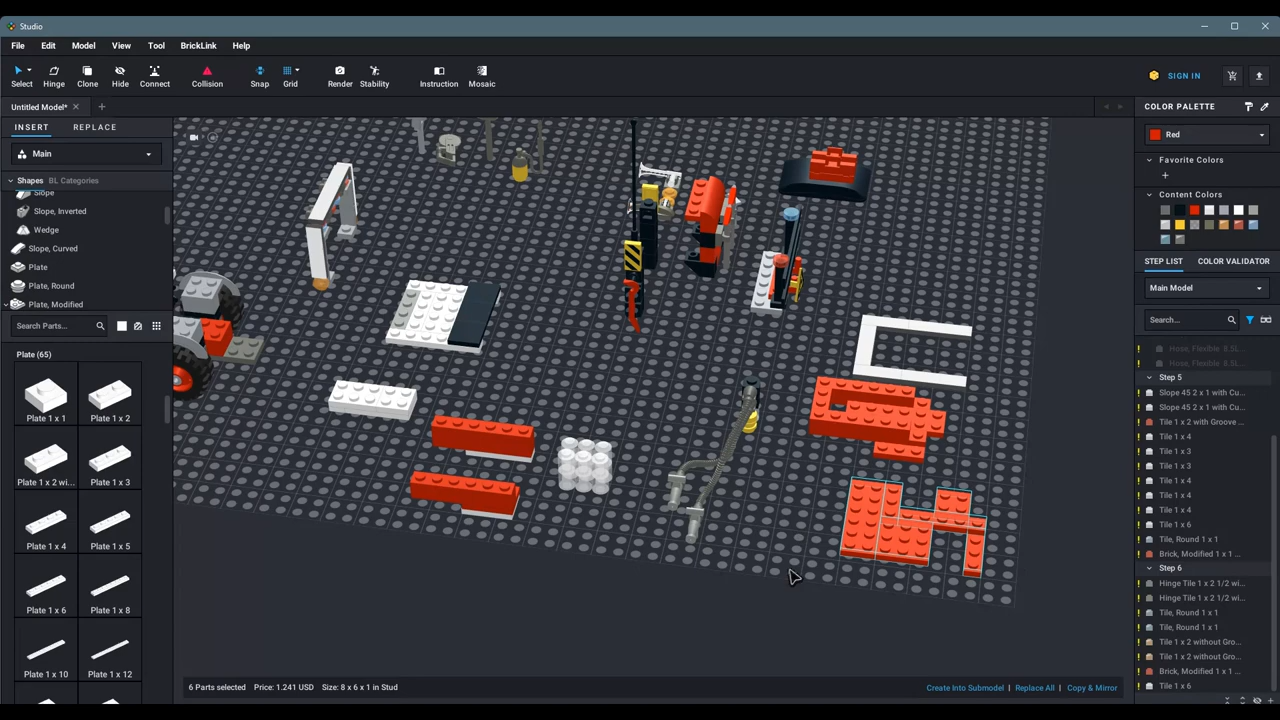 Studio
File Edit Model View Tool BrickLink Help
Select Hinge Clone Hide Connect Collision Snap Grid Render Stability Instruction Mosaic SIGN IN
Untitled Model*
INSERT REPLACE
Main
Shapes BL Categories
Slope
Slope, Inverted
Wedge
Slope, Curved
Plate
Plate, Round
Plate, Modified
Search Parts...
Plate (65)
Plate 1 x 1 Plate 1 x 2
Plate 1 x 2 wi... Plate 1 x 3
Plate 1 x 4 Plate 1 x 5
Plate 1 x 6 Plate 1 x 8
Plate 1 x 10 Plate 1 x 12
6 Parts selected Price: 1.241 USD Size: 8 x 6 x 1 in Stud
Create Into Submodel | Replace All | Copy & Mirror
COLOR PALETTE
Red
Favorite Colors
+
Content Colors
STEP LIST COLOR VALIDATOR
Main Model
Search...
Hose, Flexible 8.5L...
Hose, Flexible 8.5L...
Step 5
Slope 45 2 x 1 with Cu...
Slope 45 2 x 1 with Cu...
Tile 1 x 2 with Groove ...
Tile 1 x 4
Tile 1 x 3
Tile 1 x 3
Tile 1 x 4
Tile 1 x 4
Tile 1 x 4
Tile 1 x 6
Tile, Round 1 x 1
Brick, Modified 1 x 1 ...
Step 6
Hinge Tile 1 x 2 1/2 wi...
Hinge Tile 1 x 2 1/2 wi...
Tile, Round 1 x 1
Tile, Round 1 x 1
Tile 1 x 2 without Gro...
Tile 1 x 2 without Gro...
Brick, Modified 1 x 1 ...
Tile 1 x 6